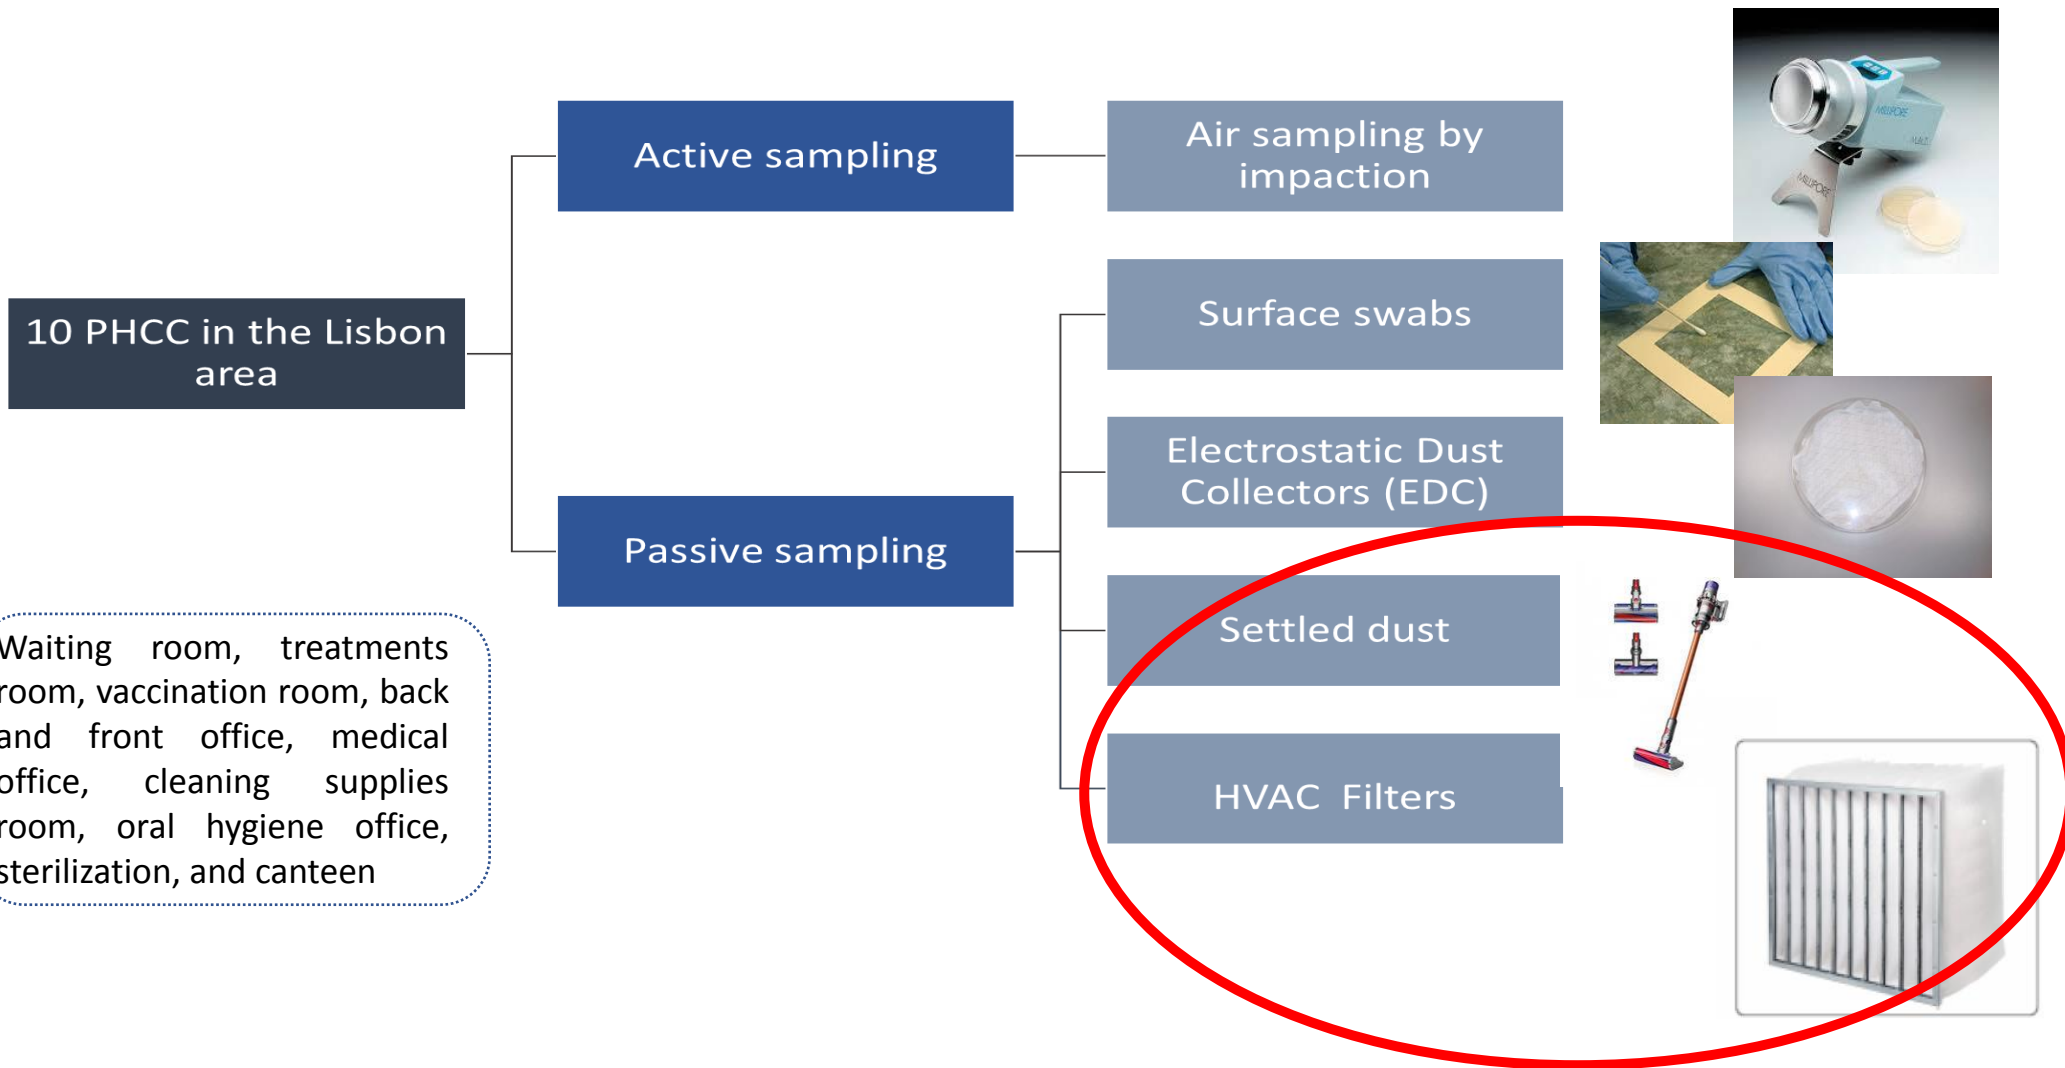 Active sampling
Air sampling by
impaction
MILLIPORE
MILLIPORE
Surface swabs
10 PHCC in the Lisbon
area
Electrostatic Dust
Collectors (EDC)
Passive sampling
Settled dust
HVAC  Filters
Waiting room, treatments
room, vaccination room, back
and front office, medical
office, cleaning supplies
room, oral hygiene office,
sterilization, and canteen